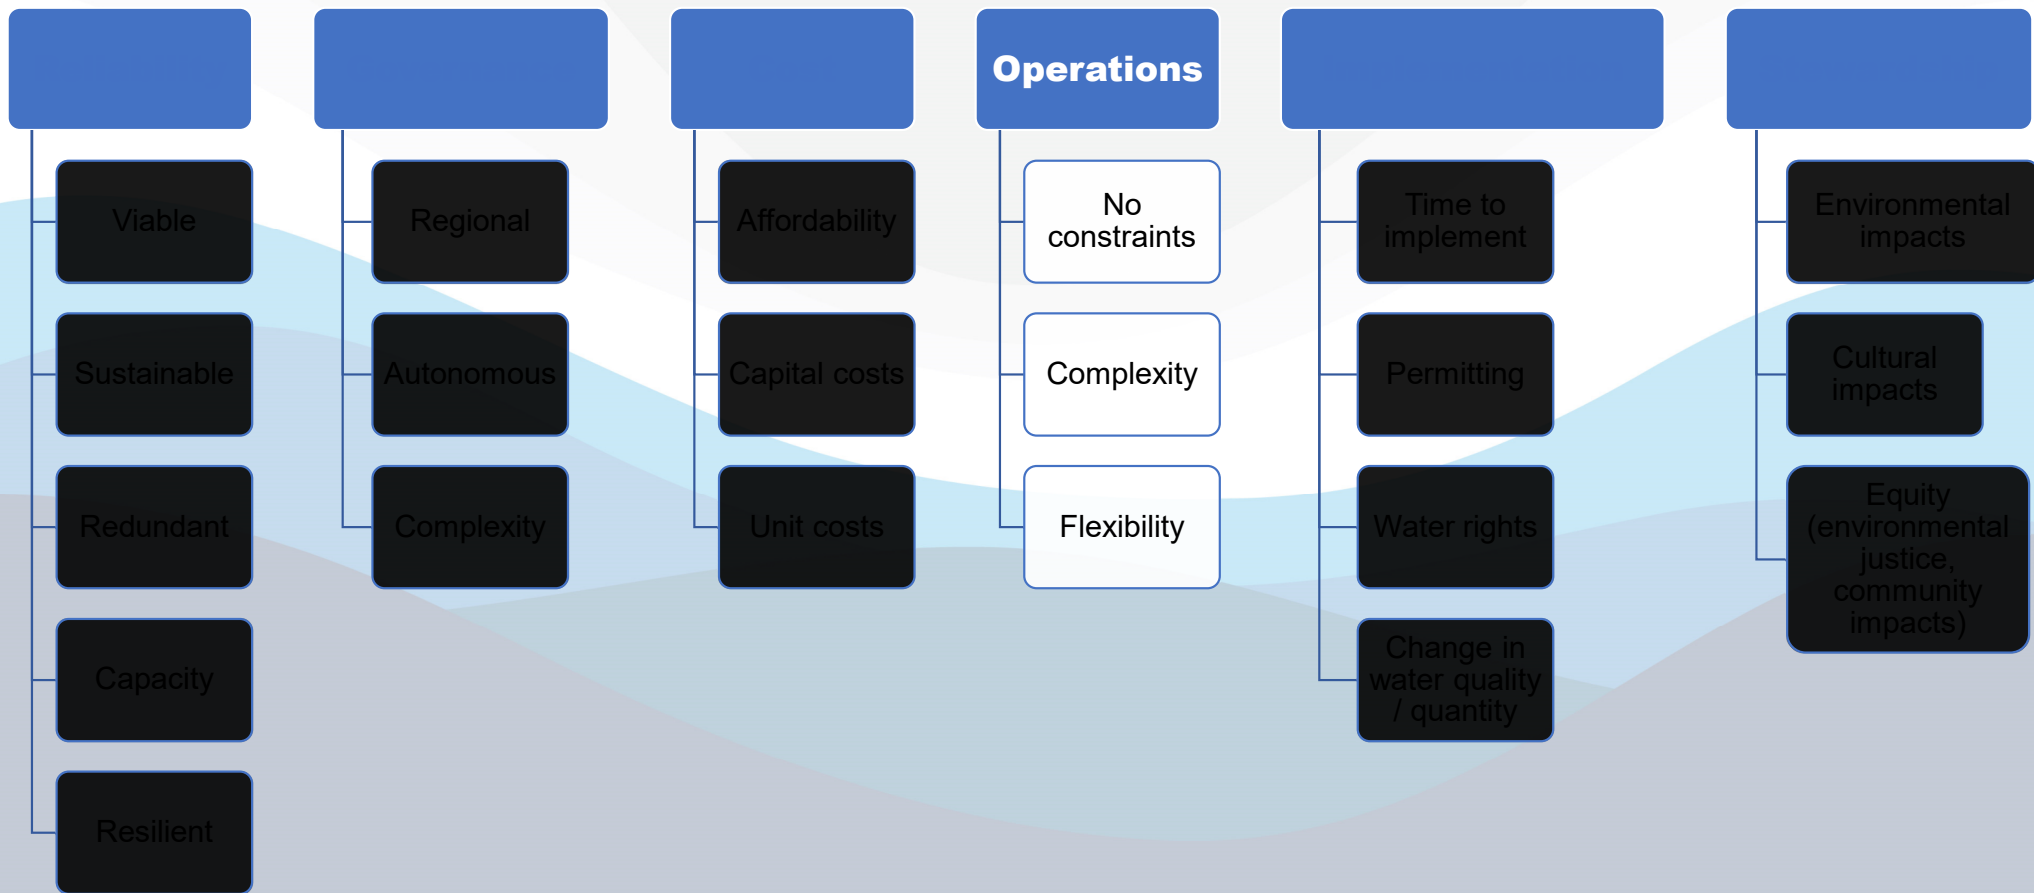 Operations
Viable
Sustainable
Redundant
Capacity
Resilient
Regional
Autonomous
Complexity
Affordability
Capital costs
Unit costs
No
constraints
Complexity
Flexibility
Time to
implement
Permitting
Water rights
Change in
water quality
/ quantity
Environmental
impacts
Cultural
impacts
Equity
(environmental
justice,
community
impacts)